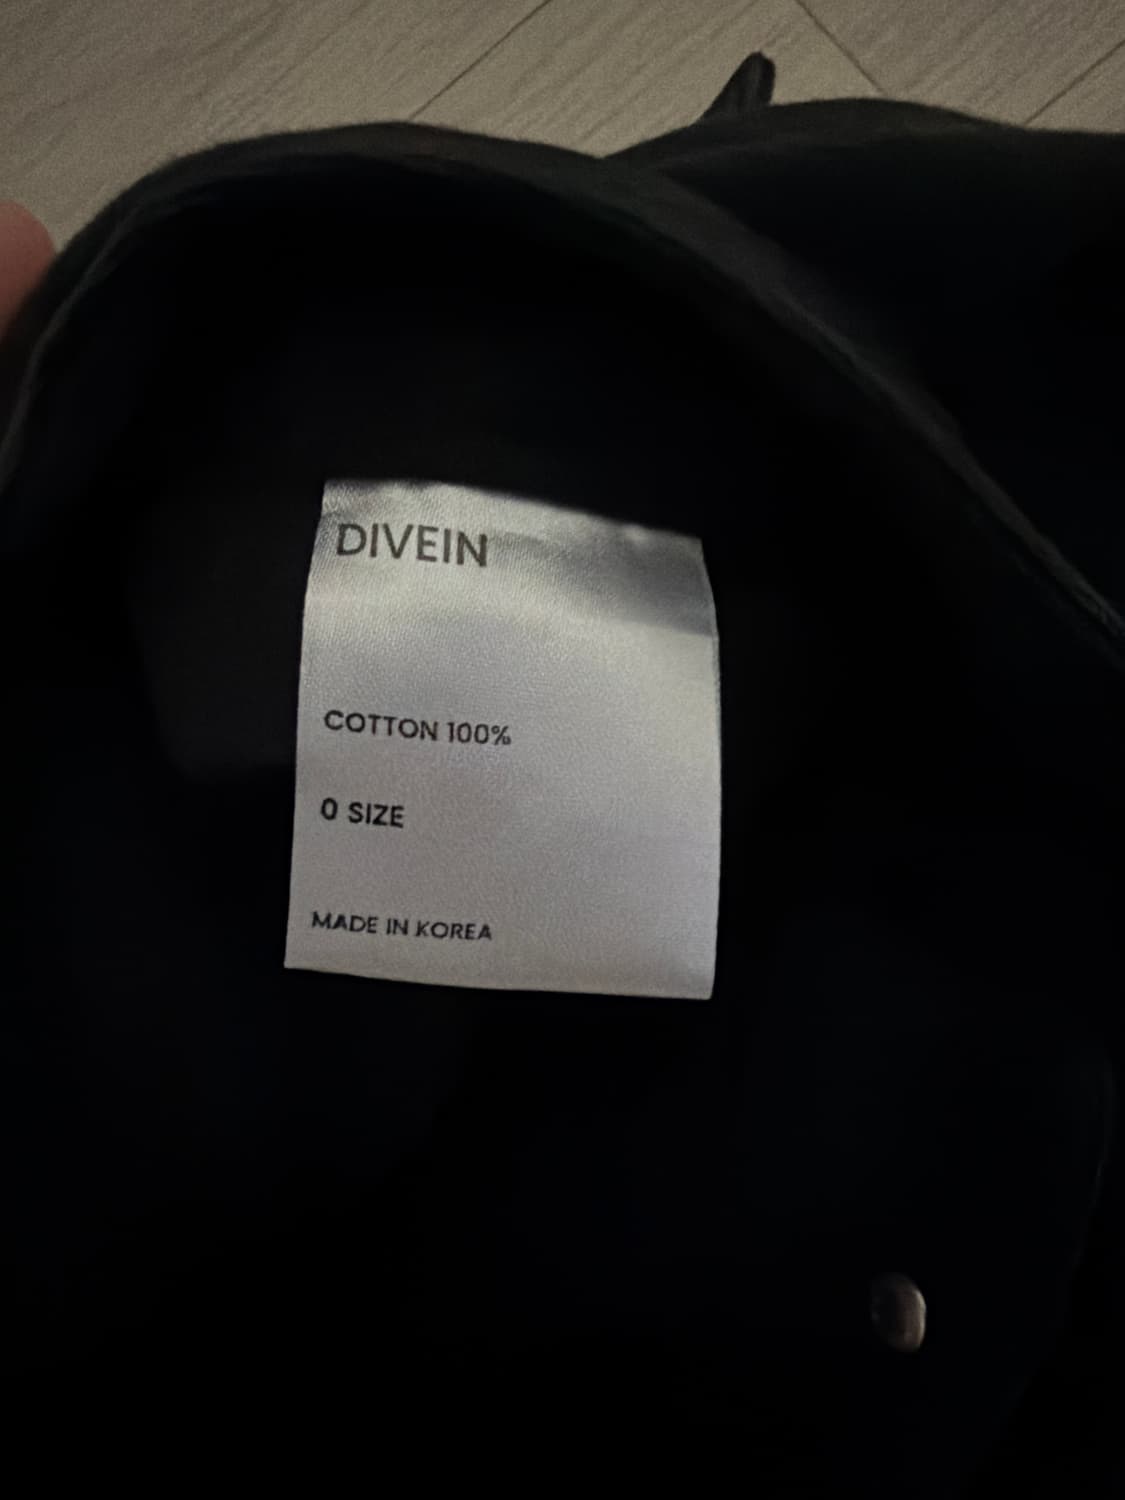 DIVEIN
COTTON 100%
0 SIZE
MADE IN KOREA